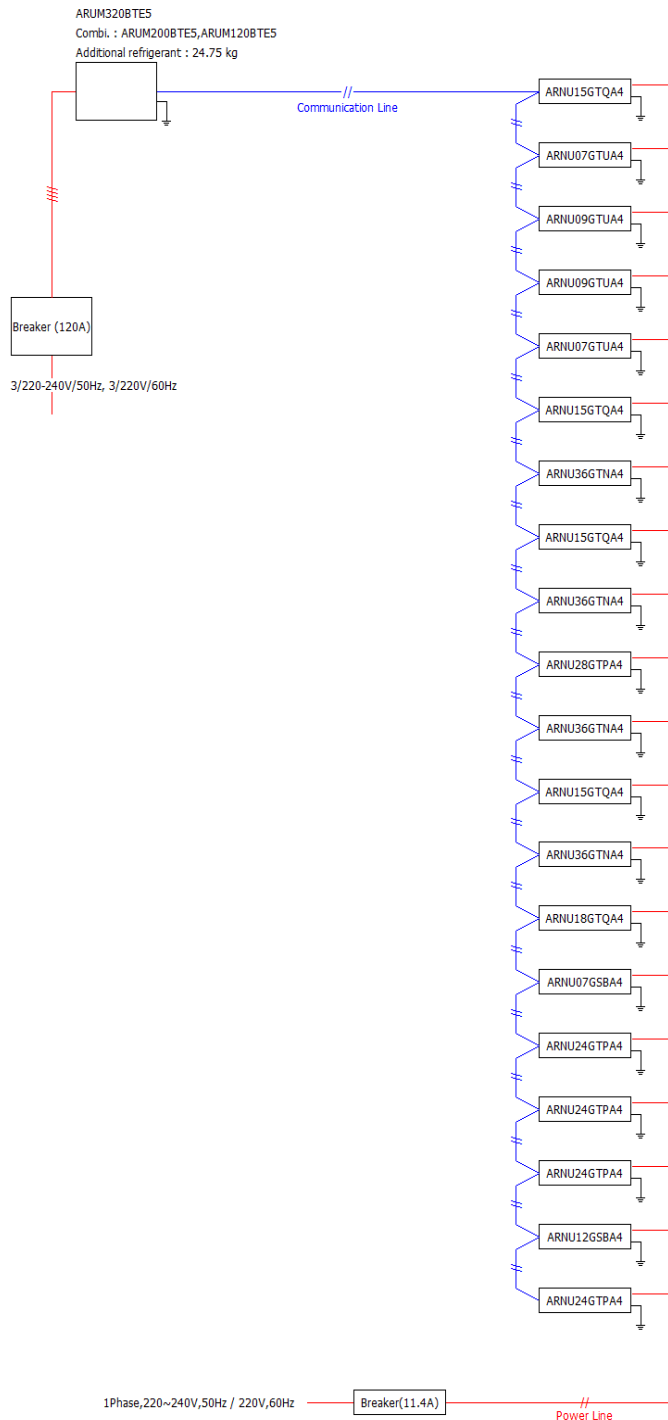 ARUM320BTE5
Combi. : ARUM200BTE5,ARUM120BTE5
Additional refrigerant : 24.75 kg
Communication Line
ARNU15GTQA4
ARNU07GTUA4
ARNU09GTUA4
ARNU09GTUA4
Breaker (120A)
ARNU07GTUA4
3/220-240V/50Hz, 3/220V/60Hz
ARNU15GTQA4
ARNU36GTNA4
ARNU15GTQA4
ARNU36GTNA4
ARNU28GTPA4
ARNU36GTNA4
ARNU15GTQA4
ARNU36GTNA4
ARNU18GTQA4
ARNU07GSBA4
ARNU24GTPA4
ARNU24GTPA4
ARNU24GTPA4
ARNU12GSBA4
ARNU24GTPA4
1Phase,220~240V,50Hz / 220V,60Hz
Breaker(11.4A)
Power Line